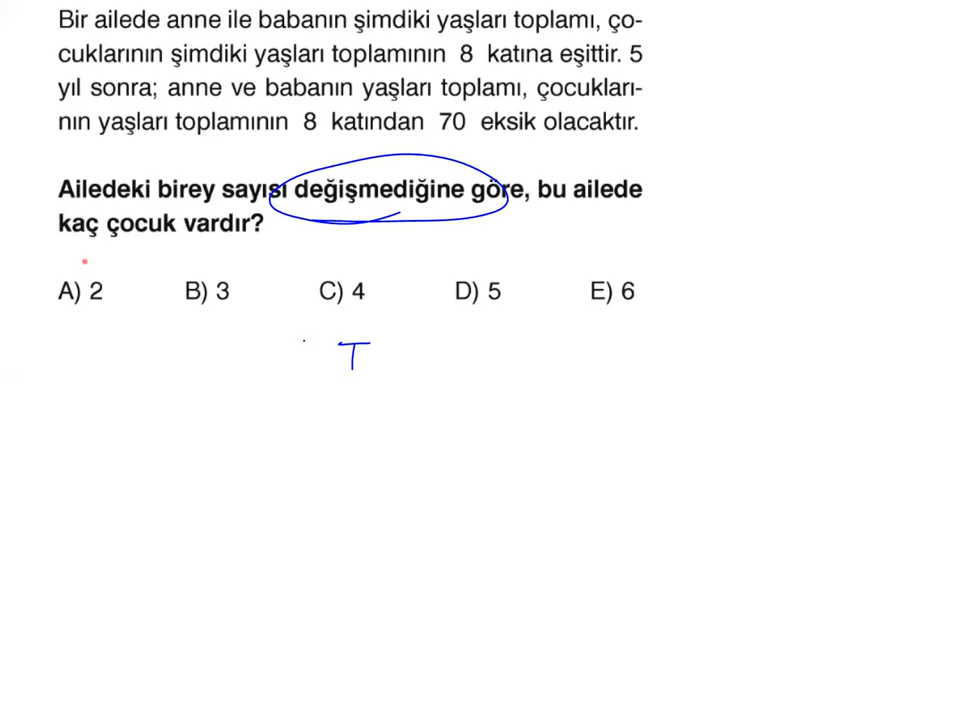 Bir ailede anne ile babanın şimdiki yaşları toplamı, ço-
cuklarının şimdiki yaşları toplamının 8 katına eşittir. 5
yıl sonra; anne ve babanın yaşları toplamı, çocukları-
nın yaşları toplamının 8 katından 70 eksik olacaktır.
Ailedeki birey sayısı değişmediğine göre, bu ailede
kaç çocuk vardır?
A) 2 B) 3 C) 4 D) 5 E) 6
T